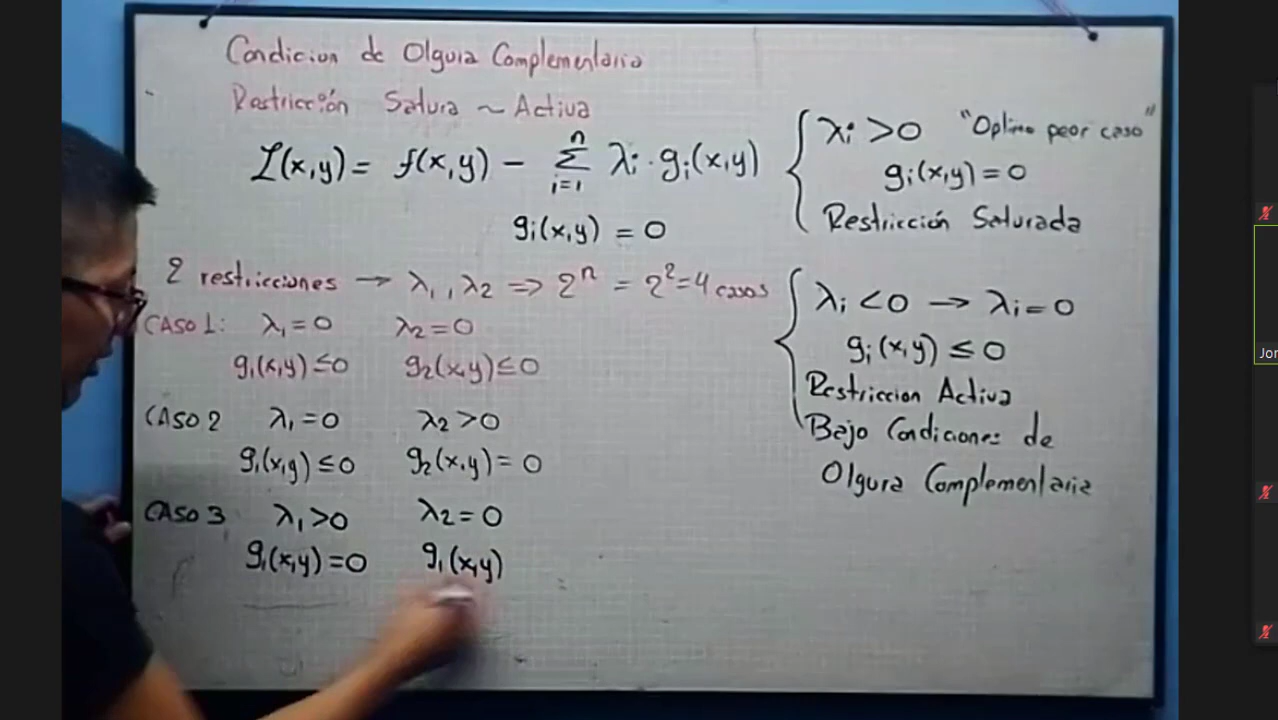 Condicion de Olgura Complementaria
Restricción Satura ~ Activa
L(x,y) = f(x,y) - Σ λi · gi(x,y)
n
i=1
gi(x,y) = 0
2 restricciones → λ1, λ2 ⇒ 2^n = 2^2 = 4 casos
CASO 1: λ1 = 0 λ2 = 0
g1(x,y) ≤ 0 g2(x,y) ≤ 0
CASO 2 λ1 = 0 λ2 > 0
g1(x,y) ≤ 0 g2(x,y) = 0
CASO 3 λ1 > 0 λ2 = 0
g1(x,y) = 0 g1(x,y)
λi > 0 "Optimo peor caso"
gi(x,y) = 0
Restricción Saturada
λi < 0 → λi = 0
gi(x,y) ≤ 0
Restriccion Activa
Bajo Condiciones de
Olgura Complementaria
Jor